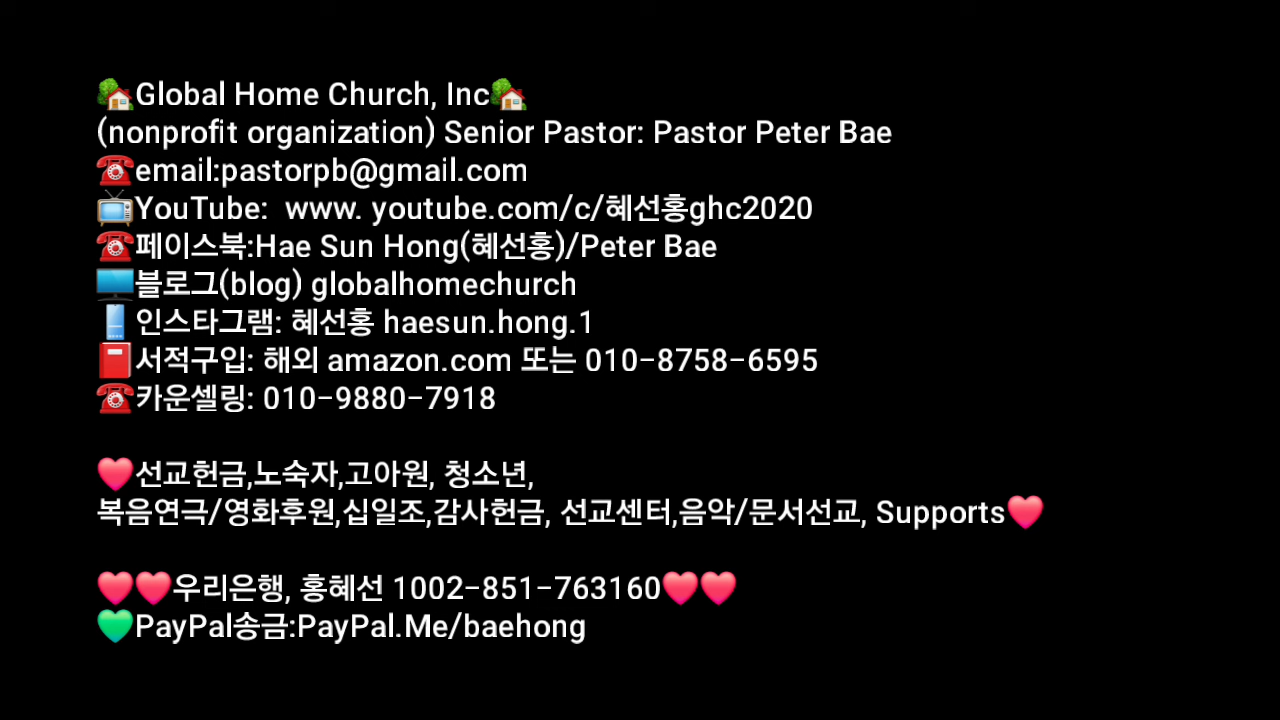 🏡Global Home Church, Inc🏡
(nonprofit organization) Senior Pastor: Pastor Peter Bae
☎️email:pastorpb@gmail.com
📺YouTube:  www. youtube.com/c/혜선홍ghc2020
☎️페이스북:Hae Sun Hong(혜선홍)/Peter Bae
🖥️블로그(blog) globalhomechurch
📱인스타그램: 혜선홍 haesun.hong.1
📕서적구입: 해외 amazon.com 또는 010-8758-6595
☎️카운셀링: 010-9880-7918
❤️선교헌금,노숙자,고아원, 청소년,
복음연극/영화후원,십일조,감사헌금, 선교센터,음악/문서선교, Supports❤️
❤️❤️우리은행, 홍혜선 1002-851-763160❤️❤️
💚PayPal송금:PayPal.Me/baehong